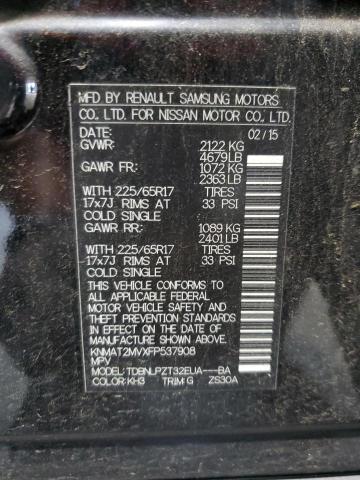 MFD BY RENAULT SAMSUNG MOTORS
CO., LTD. FOR NISSAN MOTOR CO., LTD.
DATE: 02/15
GVWR: 2122 KG
4679LB
GAWR FR: 1072 KG
2363LB
WITH 225/65R17 TIRES
17x7J RIMS AT 33 PSI
COLD SINGLE
GAWR RR: 1089 KG
2401LB
WITH 225/65R17 TIRES
17x7J RIMS AT 33 PSI
COLD SINGLE
THIS VEHICLE CONFORMS TO
ALL APPLICABLE FEDERAL
MOTOR VEHICLE SAFETY AND
THEFT PREVENTION STANDARDS
IN EFFECT ON THE DATE OF
MANUFACTURE SHOWN ABOVE.
KNMAT2MVXFP537908
MPV
MODEL:TDBNLPZT32EUA---BA
COLOR:KH3 TRIM:G ZS30A